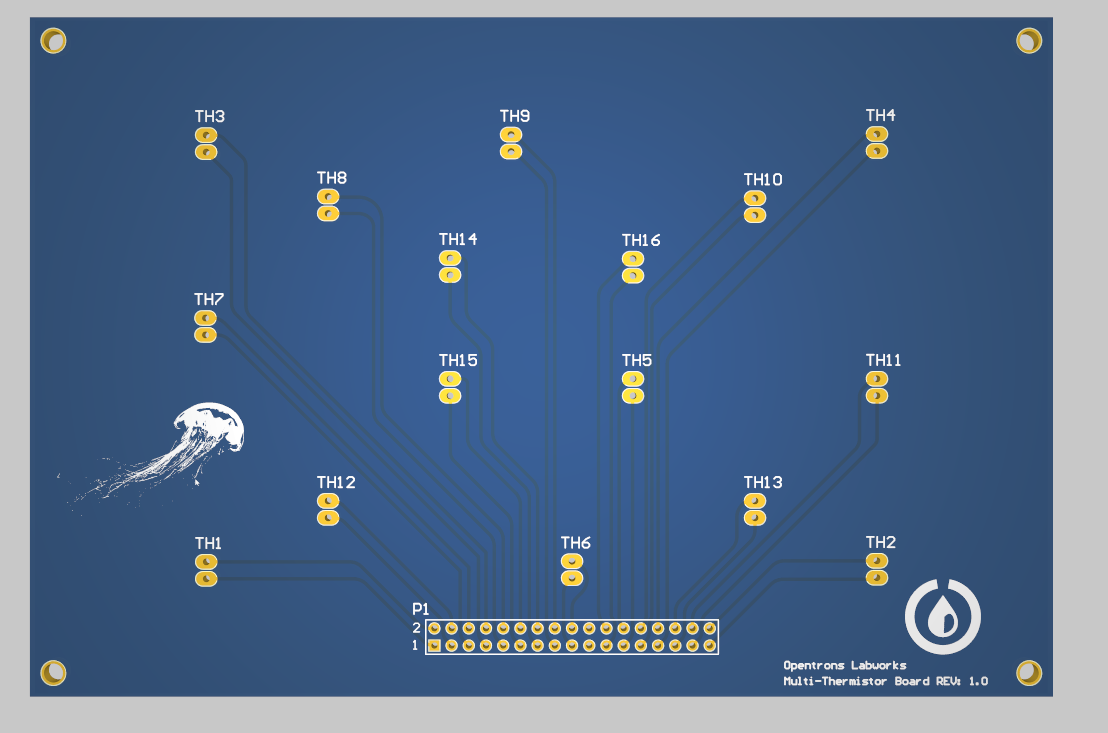 TH3
TH9
TH4
TH8
TH10
TH14
TH16
TH7
TH15
TH5
TH11
TH12
TH13
TH1
TH6
TH2
P1
2
1
Opentrons Labworks
Multi-Thermistor Board REV: 1.0